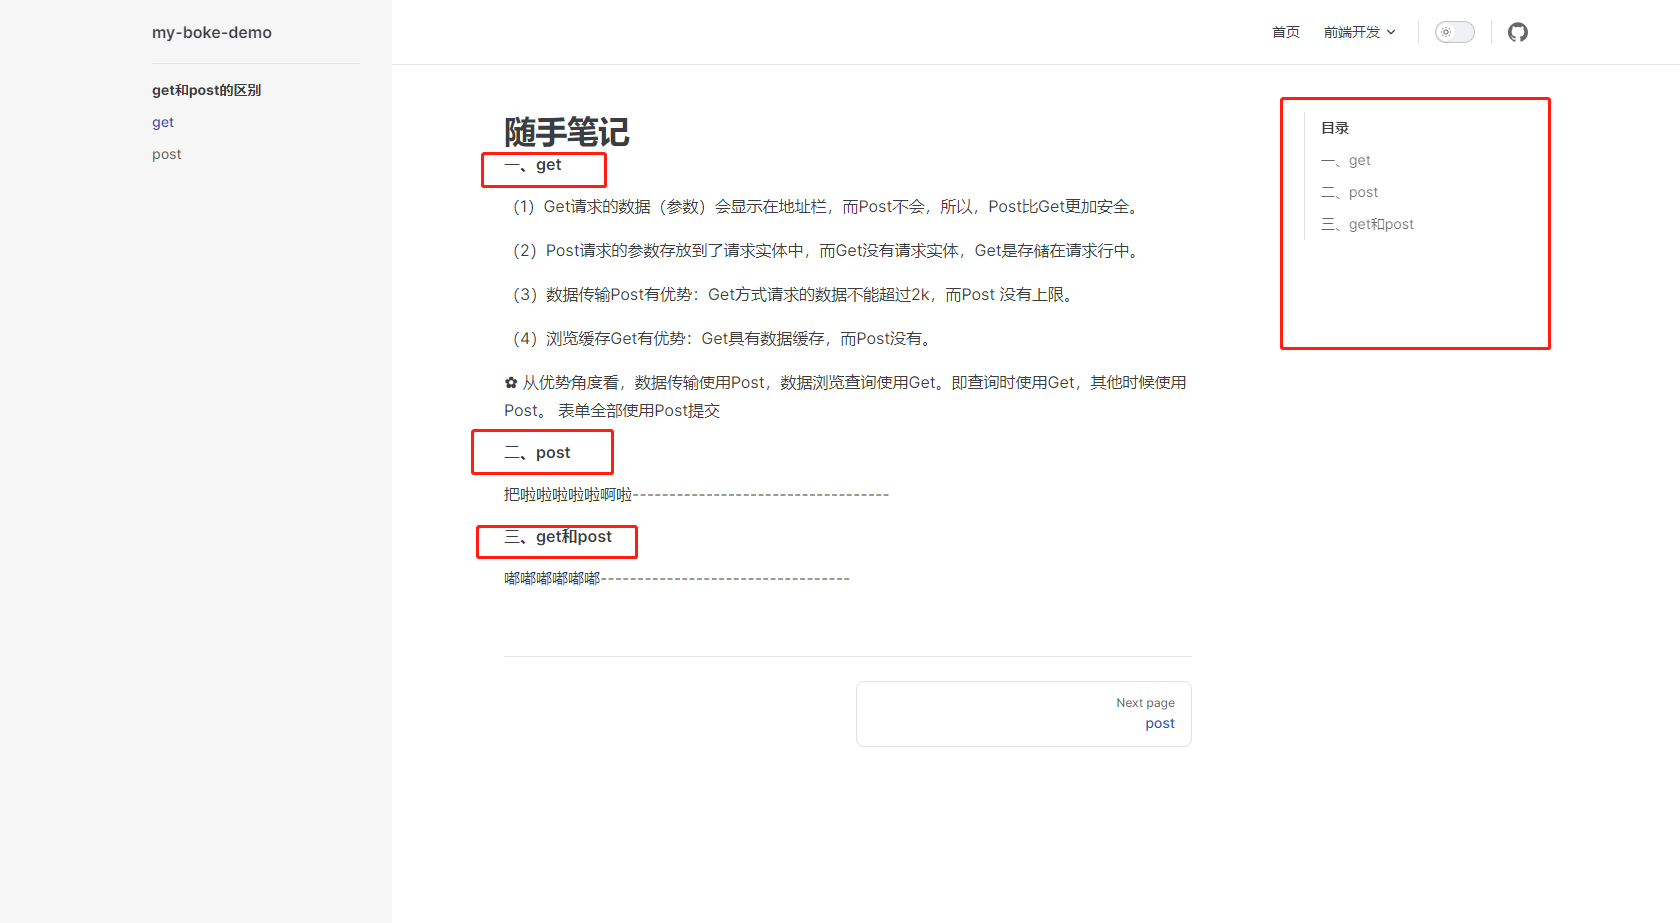 my-boke-demo
首页
前端开发
get和post的区别
get
post
随手笔记
一、get
（1）Get请求的数据（参数）会显示在地址栏，而Post不会，所以，Post比Get更加安全。
（2）Post请求的参数存放到了请求实体中，而Get没有请求实体，Get是存储在请求行中。
（3）数据传输Post有优势：Get方式请求的数据不能超过2k，而Post 没有上限。
（4）浏览缓存Get有优势：Get具有数据缓存，而Post没有。
✿ 从优势角度看，数据传输使用Post，数据浏览查询使用Get。即查询时使用Get，其他时候使用
Post。 表单全部使用Post提交
二、post
把啦啦啦啦啦啊啦-----------------------------------
三、get和post
嘟嘟嘟嘟嘟嘟----------------------------------
Next page
post
目录
一、get
二、post
三、get和post